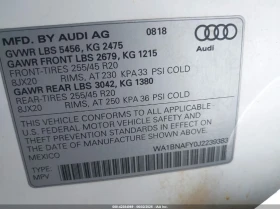 MFD. BY AUDI AG 0818
GVWR LBS 5456, KG 2475
GAWR FRONT LBS 2679, KG 1215
FRONT-TIRES 255/45 R20
8JX20 RIMS, AT 230 KPA 33 PSI COLD
GAWR REAR LBS 3042, KG 1380
REAR-TIRES 255/45 R20
8JX20 RIMS, AT 250 KPA 36 PSI COLD
Audi
THIS VEHICLE CONFORMS TO ALL APPLICABLE
FEDERAL MOTOR VEHICLE SAFETY, BUMPER, AND
THEFT PREVENTION STANDARDS IN EFFECT ON
THE DATE OF MANUFACTURE SHOWN ABOVE.
MEXICO
TYPE:
MPV
WA1BNAFY0J2239383